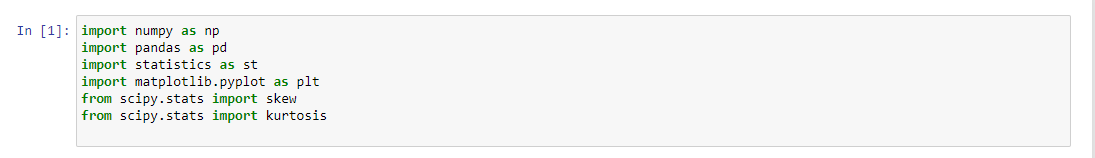 In [1]: import numpy as np
import pandas as pd
import statistics as st
import matplotlib.pyplot as plt
from scipy.stats import skew
from scipy.stats import kurtosis